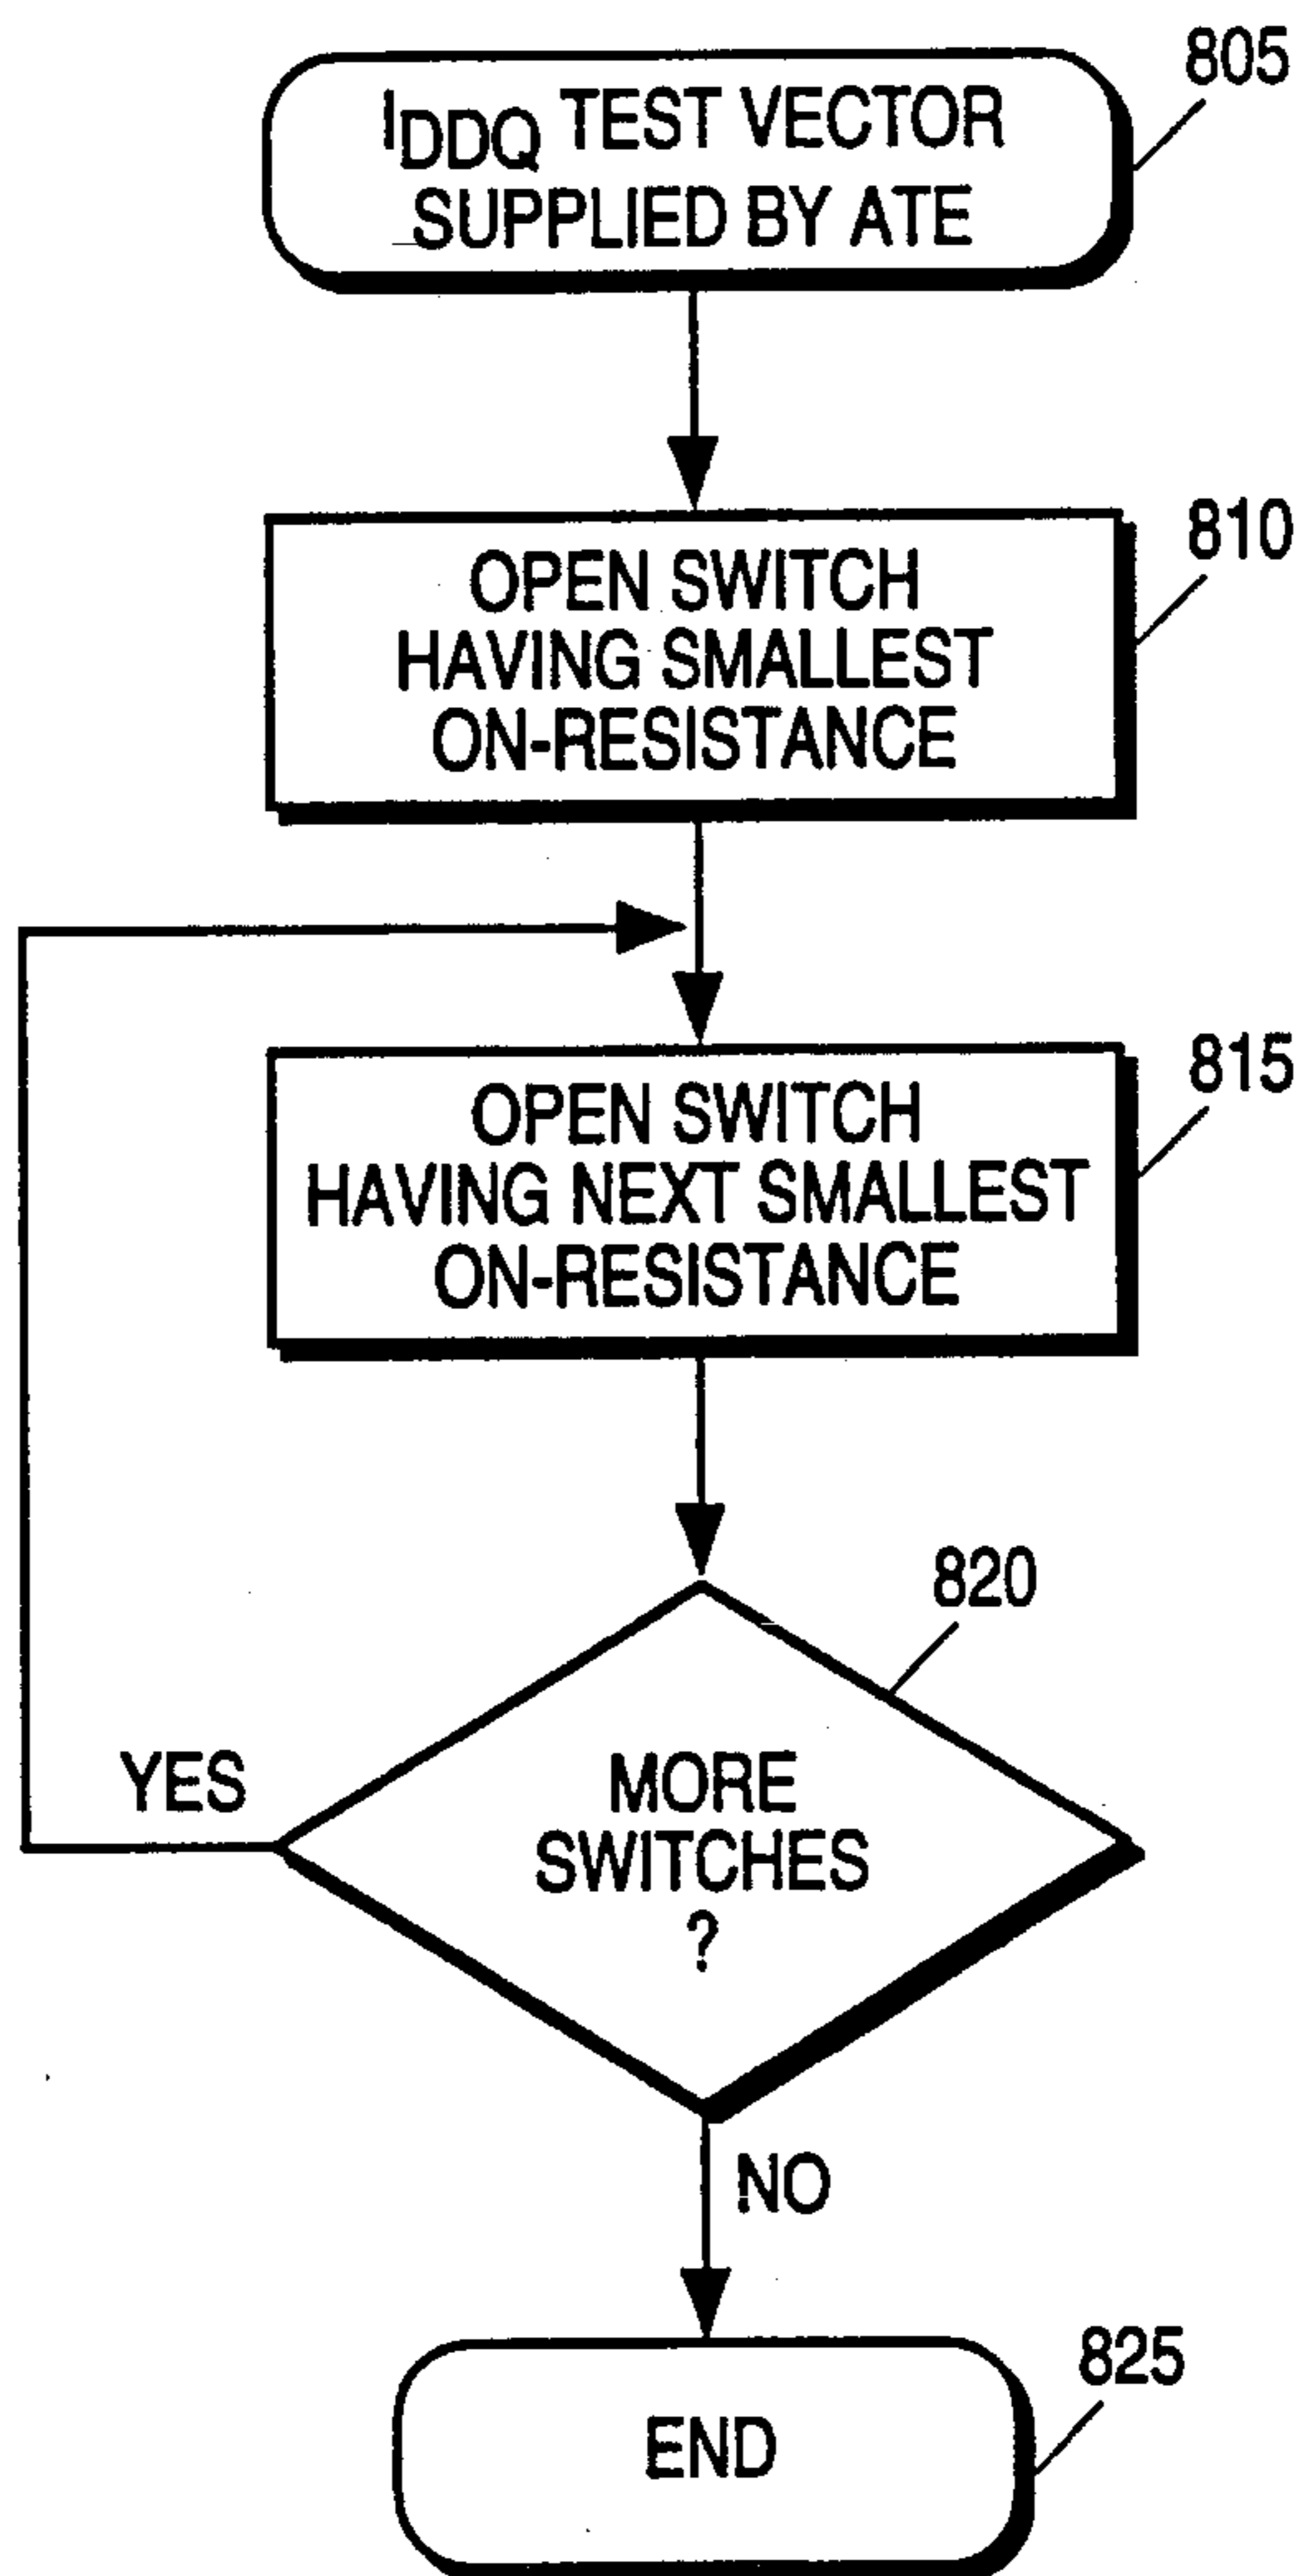 805
IDDQ TEST VECTOR
SUPPLIED BY ATE
810
OPEN SWITCH
HAVING SMALLEST
ON-RESISTANCE
815
OPEN SWITCH
HAVING NEXT SMALLEST
ON-RESISTANCE
820
YES
MORE
SWITCHES
?
NO
825
END